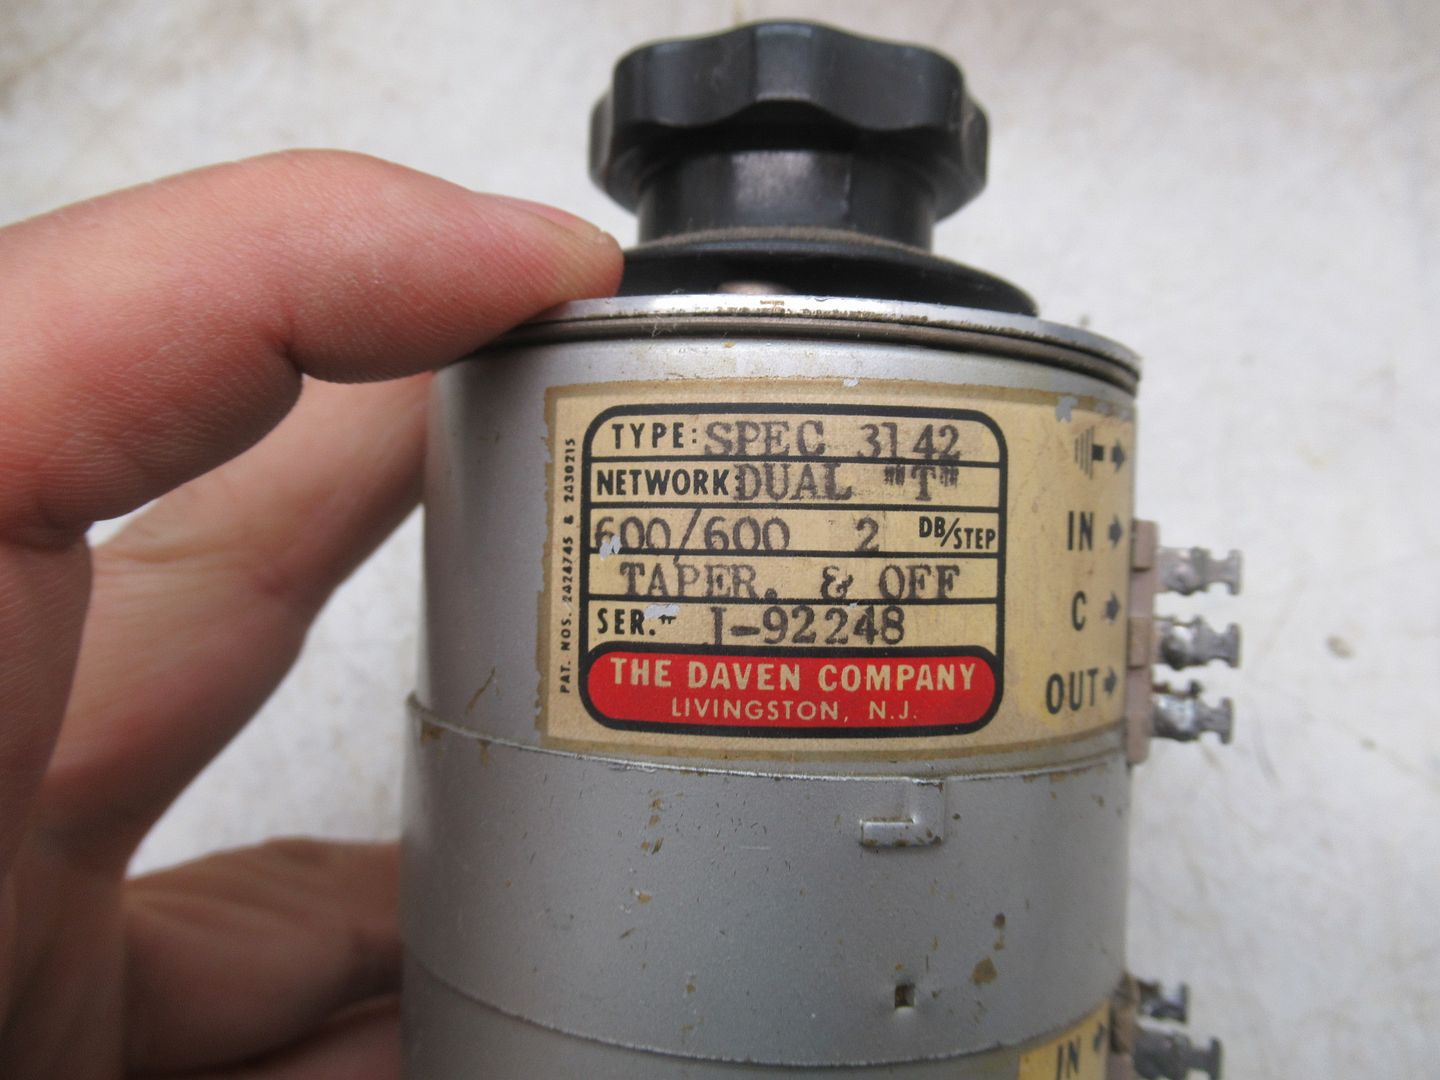 TYPE: SPEC 3142
NETWORK: DUAL "T"
600/600 2 DB/STEP
TAPER. & OFF
SER.# J-92248
THE DAVEN COMPANY
LIVINGSTON, N.J.
PAT. NOS. 2424745 & 2430215
IN
C
OUT
IN